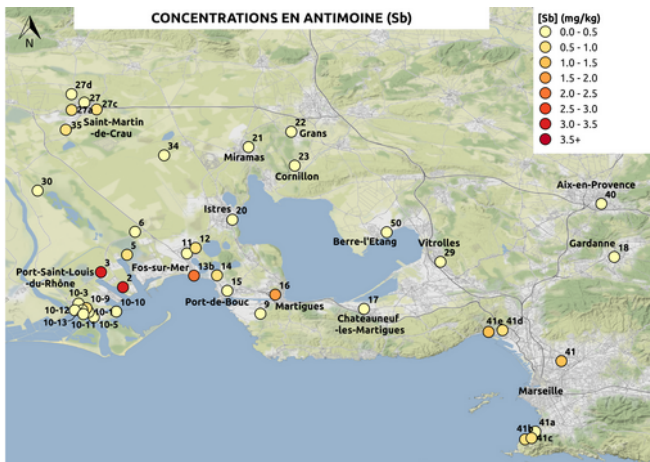 CONCENTRATIONS EN ANTIMOINE (Sb)
N
[Sb] (mg/kg)
0.0 - 0.5
0.5 - 1.0
1.0 - 1.5
1.5 - 2.0
2.0 - 2.5
2.5 - 3.0
3.0 - 3.5
3.5+
27d
27
27a
27c
Saint-Martin
-de-Crau
35
34
21
Miramas
22
Grans
23
Cornillon
30
40
Aix-en-Provence
6
Istres
20
50
Berre-l'Etang
Vitrolles
29
Gardanne
18
5
11
12
3
Port-Saint-Louis
-du-Rhône
Fos-sur-Mer
13b
14
2
15
Port-de-Bouc
16
Martigues
9
17
Chateauneuf
-les-Martigues
10-3
10-9
10-10
10-12
10-1
10-13
10-11
10-5
41e
41d
41
Marseille
41a
41b
41c